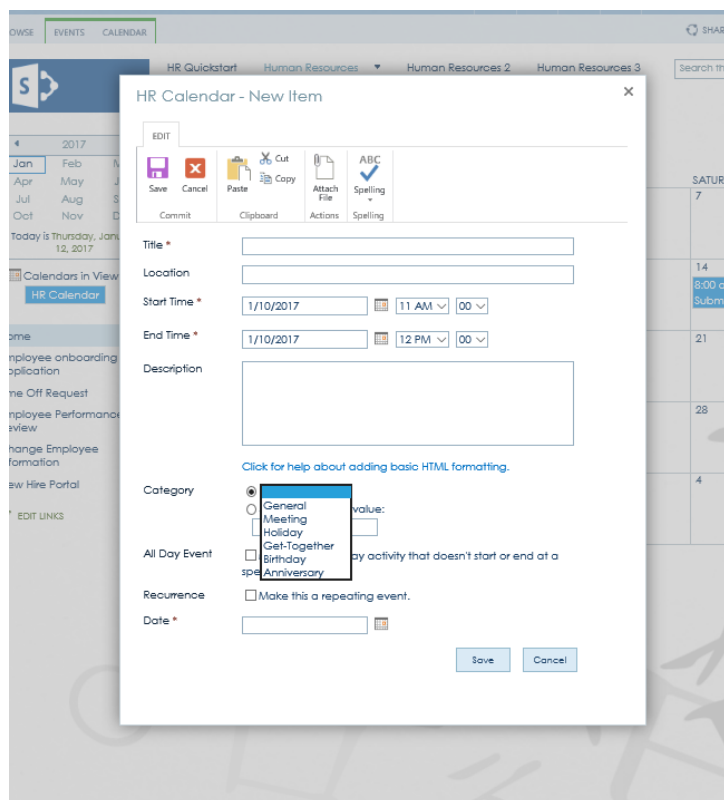 OWSE EVENTS CALENDAR SHAR
HR Quickstart Human Resources Human Resources 2 Human Resources 3 Search th
S
HR Calendar - New Item
EDIT
Save Cancel Paste Cut Copy Attach File ABC Spelling
Commit Clipboard Actions Spelling
2017
Jan Feb M
Apr May J
Jul Aug S
Oct Nov D
Today is Thursday, Janu
12, 2017
Calendars in View
HR Calendar
ome
mployee onboarding
pplication
me Off Request
mployee Performance
eview
hange Employee
formation
ew Hire Portal
EDIT LINKS
Title *
Location
Start Time * 1/10/2017 11 AM 00
End Time * 1/10/2017 12 PM 00
Description
Click for help about adding basic HTML formatting.
Category
General
Meeting
Holiday
Get-Together
Birthday
Anniversary
value:
All Day Event ay activity that doesn't start or end at a
spe
Recurrence Make this a repeating event.
Date *
Save Cancel
SATUR
7
14
8:00 a
Subm
21
28
4